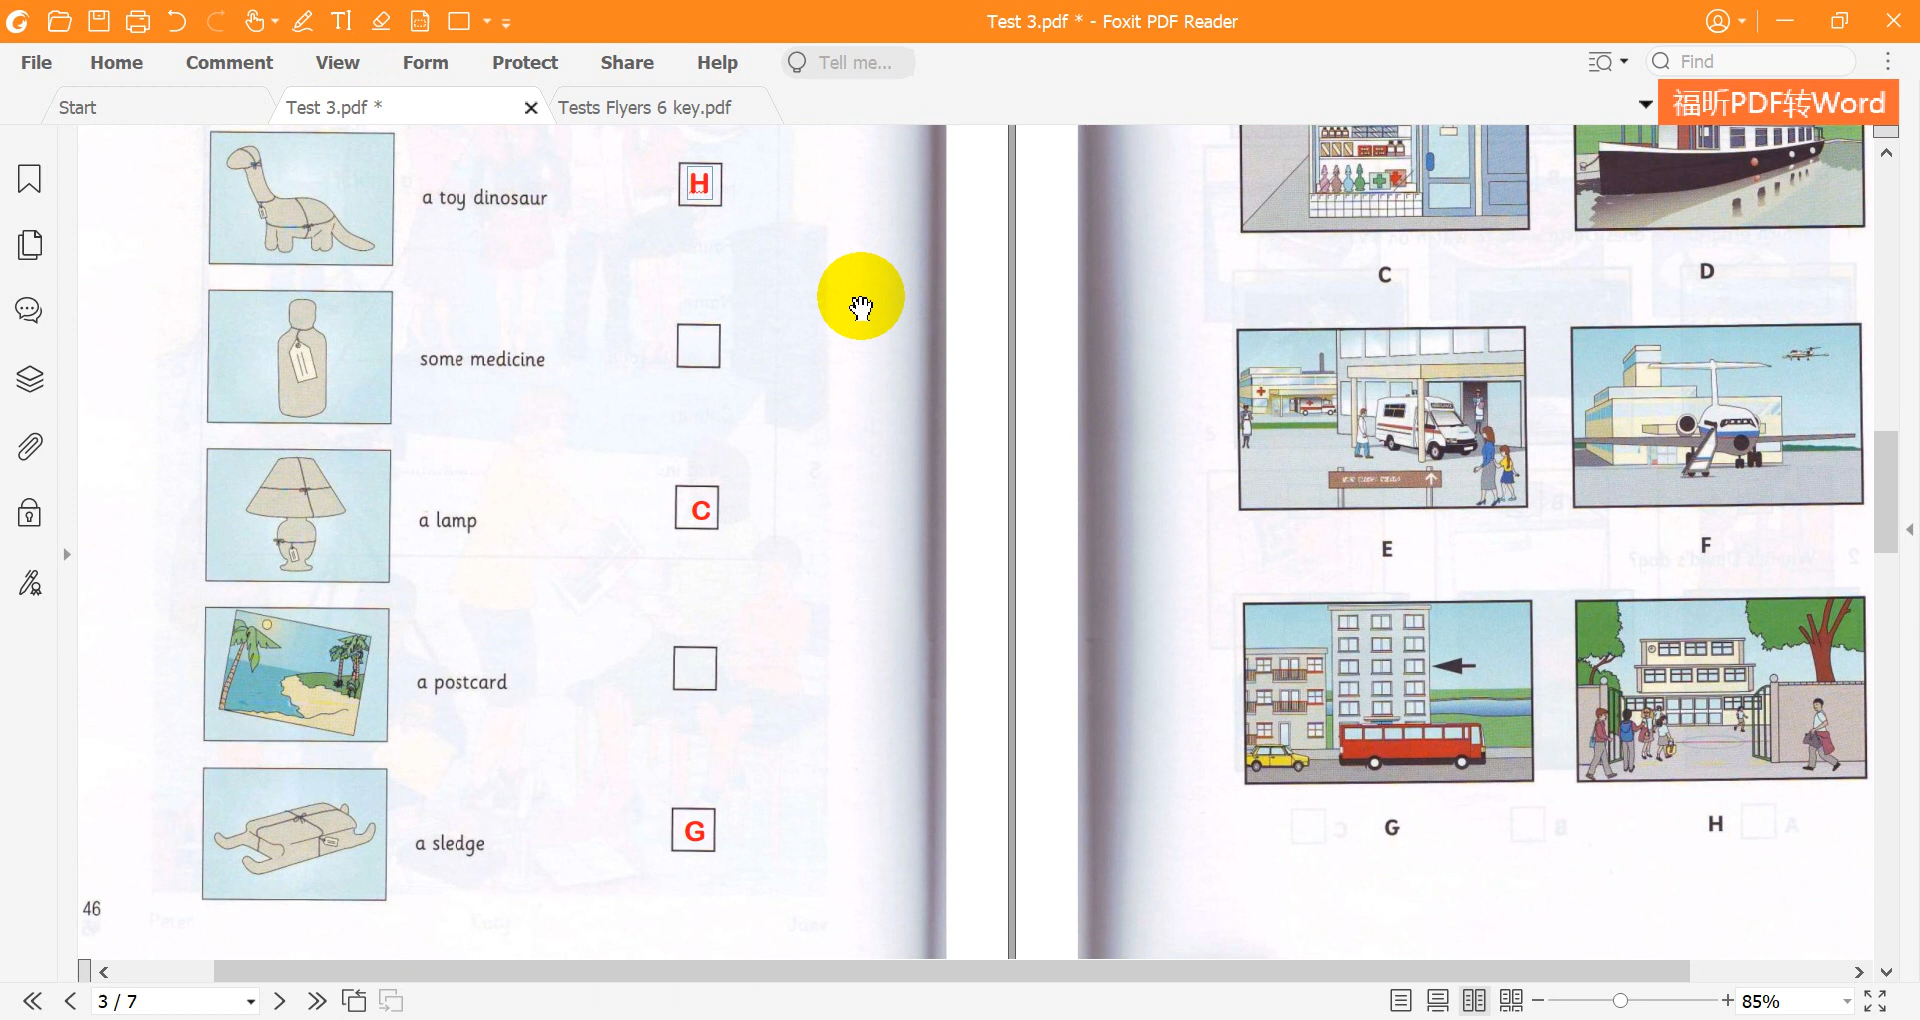 Test 3.pdf * - Foxit PDF Reader
File Home Comment View Form Protect Share Help Tell me... Find
Start Test 3.pdf * Tests Flyers 6 key.pdf 福昕PDF转Word
a toy dinosaur H
some medicine
a lamp C
a postcard
a sledge G
46
C D
E F
G H
3 / 7 85%